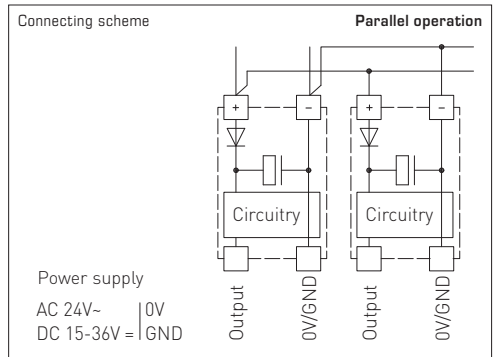 Connecting scheme
Parallel operation
+ − + −
Circuitry Circuitry
Power supply
AC 24V~ 0V
DC 15-36V = GND
Output 0V/GND Output 0V/GND